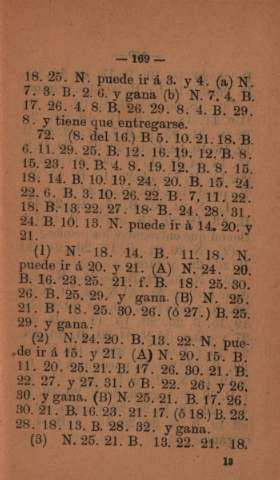 — 169 —
18. 25. N. puede ir á 3. y 4. (a) N.
7. 3. B. 2. 6. y gana (b) N. 7. 4. B.
17. 26. 4. 8. B. 26. 29. 8. 4. B. 29.
8. y tiene que entregarse.
72. (8. del 16.) B. 5. 10. 21. 18. B.
6. 11. 29. 25. B. 12. 16. 19. 12. B. 8.
15. 23. 19. B. 4. 8. 19. 12. B. 8. 15.
18. 14. B. 10. 19. 24. 20. B. 15. 24.
22. 6. B. 3. 10. 26. 22. B. 7. 11. 22.
18. B. 13. 22. 27. 18. B. 24. 28. 31.
24. B. 10. 13. N. puede ir á 14. 20. y
21.
(1) N. 18. 14. B. 11. 18. N.
puede ir á 20. y 21. (A) N. 24. 20.
B. 16. 23. 25. 21. f. B. 18. 25. 30.
26. B. 25. 29. y gana. (B) N. 25.
21. B. 18. 25. 30. 26. (ó 27.) B. 25.
29. y gana.
(2) N. 24. 20. B. 13. 22. N. pue-
de ir á 15. y 21. (A) N. 20. 15. B.
11. 20. 25. 21. B. 17. 26. 30. 21. B.
22. 27. y 27. 31. ó B. 22. 26. y 26.
30. y gana. (B) N. 25. 21. B. 17. 26.
30. 21. B. 16. 23. 21. 17. (ó 18.) B. 23.
28. 18. 13. B. 28. 32. y gana.
(3) N. 25. 21. B. 13. 22. 21. 18.